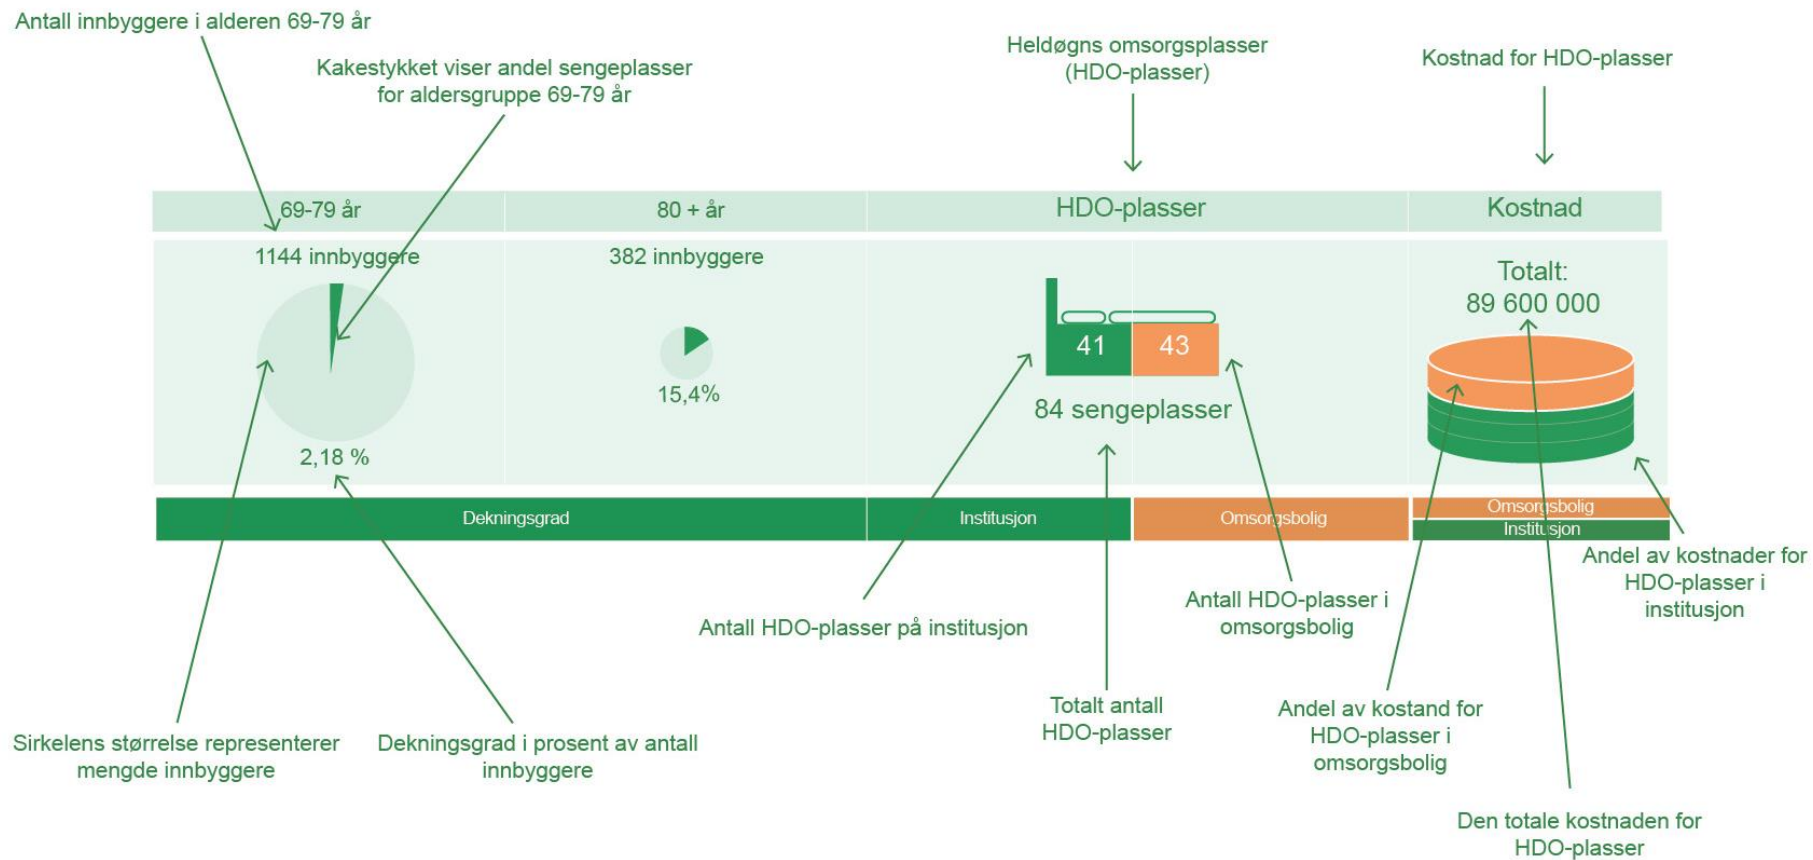 Antall innbyggere i alderen 69-79 år
Kakestykket viser andel sengeplasser
for aldersgruppe 69-79 år
Heldøgns omsorgsplasser
(HDO-plasser)
Kostnad for HDO-plasser
69-79 år
80 + år
HDO-plasser
Kostnad
1144 innbyggere
382 innbyggere
Totalt:
89 600 000
41
43
15,4%
84 sengeplasser
2,18 %
Dekningsgrad
Institusjon
Omsorgsbolig
Omsorgsbolig
Institusjon
Andel av kostnader for
HDO-plasser i
institusjon
Antall HDO-plasser på institusjon
Antall HDO-plasser i
omsorgsbolig
Totalt antall
HDO-plasser
Andel av kostand for
HDO-plasser i
omsorgsbolig
Sirkelens størrelse representerer
mengde innbyggere
Dekningsgrad i prosent av antall
innbyggere
Den totale kostnaden for
HDO-plasser